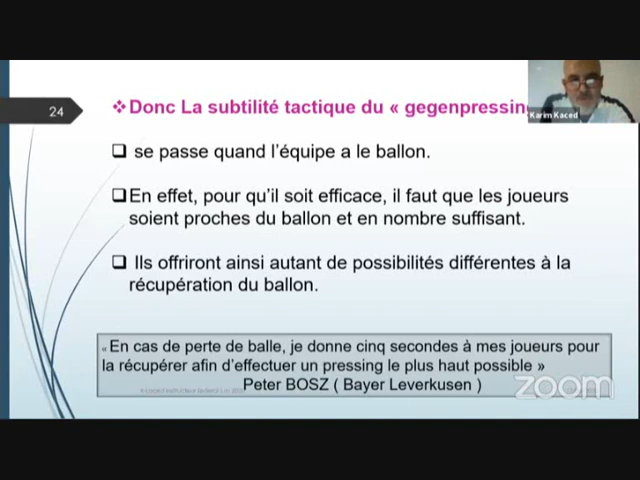 24
❖Donc La subtilité tactique du « gegenpressing
Karim Kaced
❑ se passe quand l’équipe a le ballon.
❑En effet, pour qu’il soit efficace, il faut que les joueurs
soient proches du ballon et en nombre suffisant.
❑ Ils offriront ainsi autant de possibilités différentes à la
récupération du ballon.
« En cas de perte de balle, je donne cinq secondes à mes joueurs pour
la récupérer afin d’effectuer un pressing le plus haut possible »
Peter BOSZ ( Bayer Leverkusen )
zoom